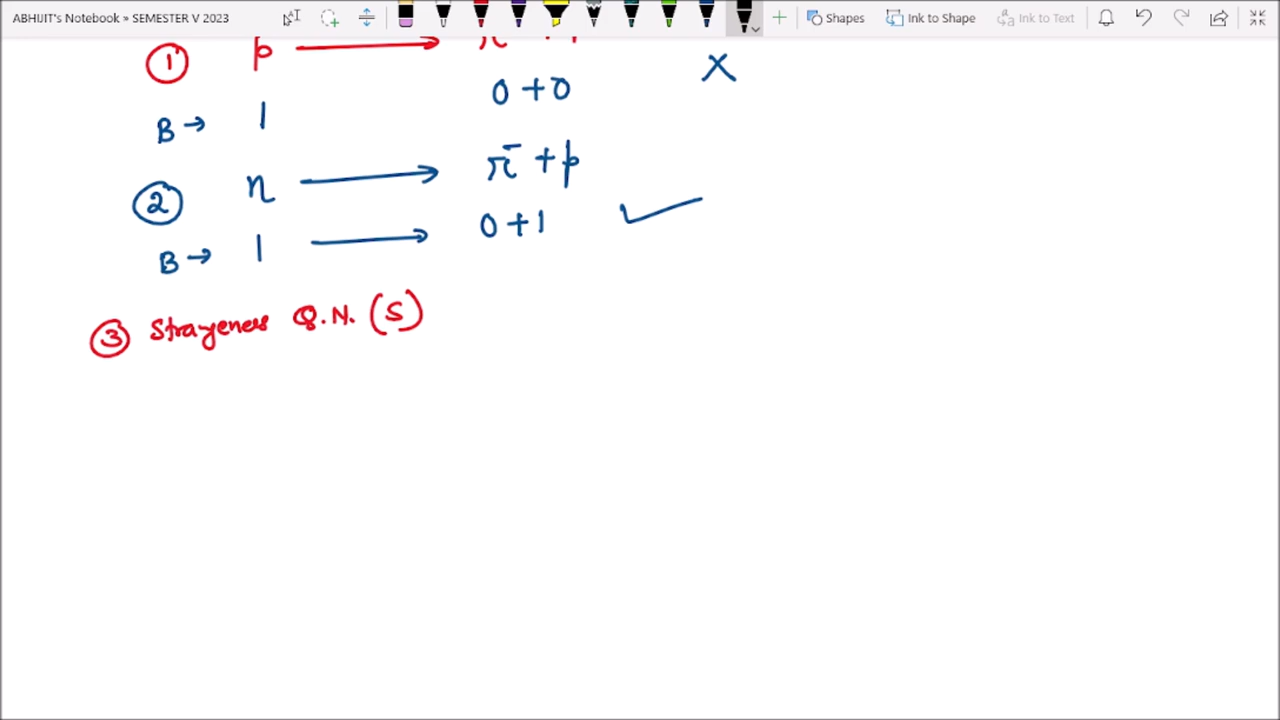 ABHIJIT's Notebook » SEMESTER V 2023 Shapes Ink to Shape Ink to Text
① p ⟶
0 + 0 X
B → 1
② n ⟶ π⁻ + p
B → 1 ⟶ 0 + 1 ✓
③ Strangeness Q.N. (S)